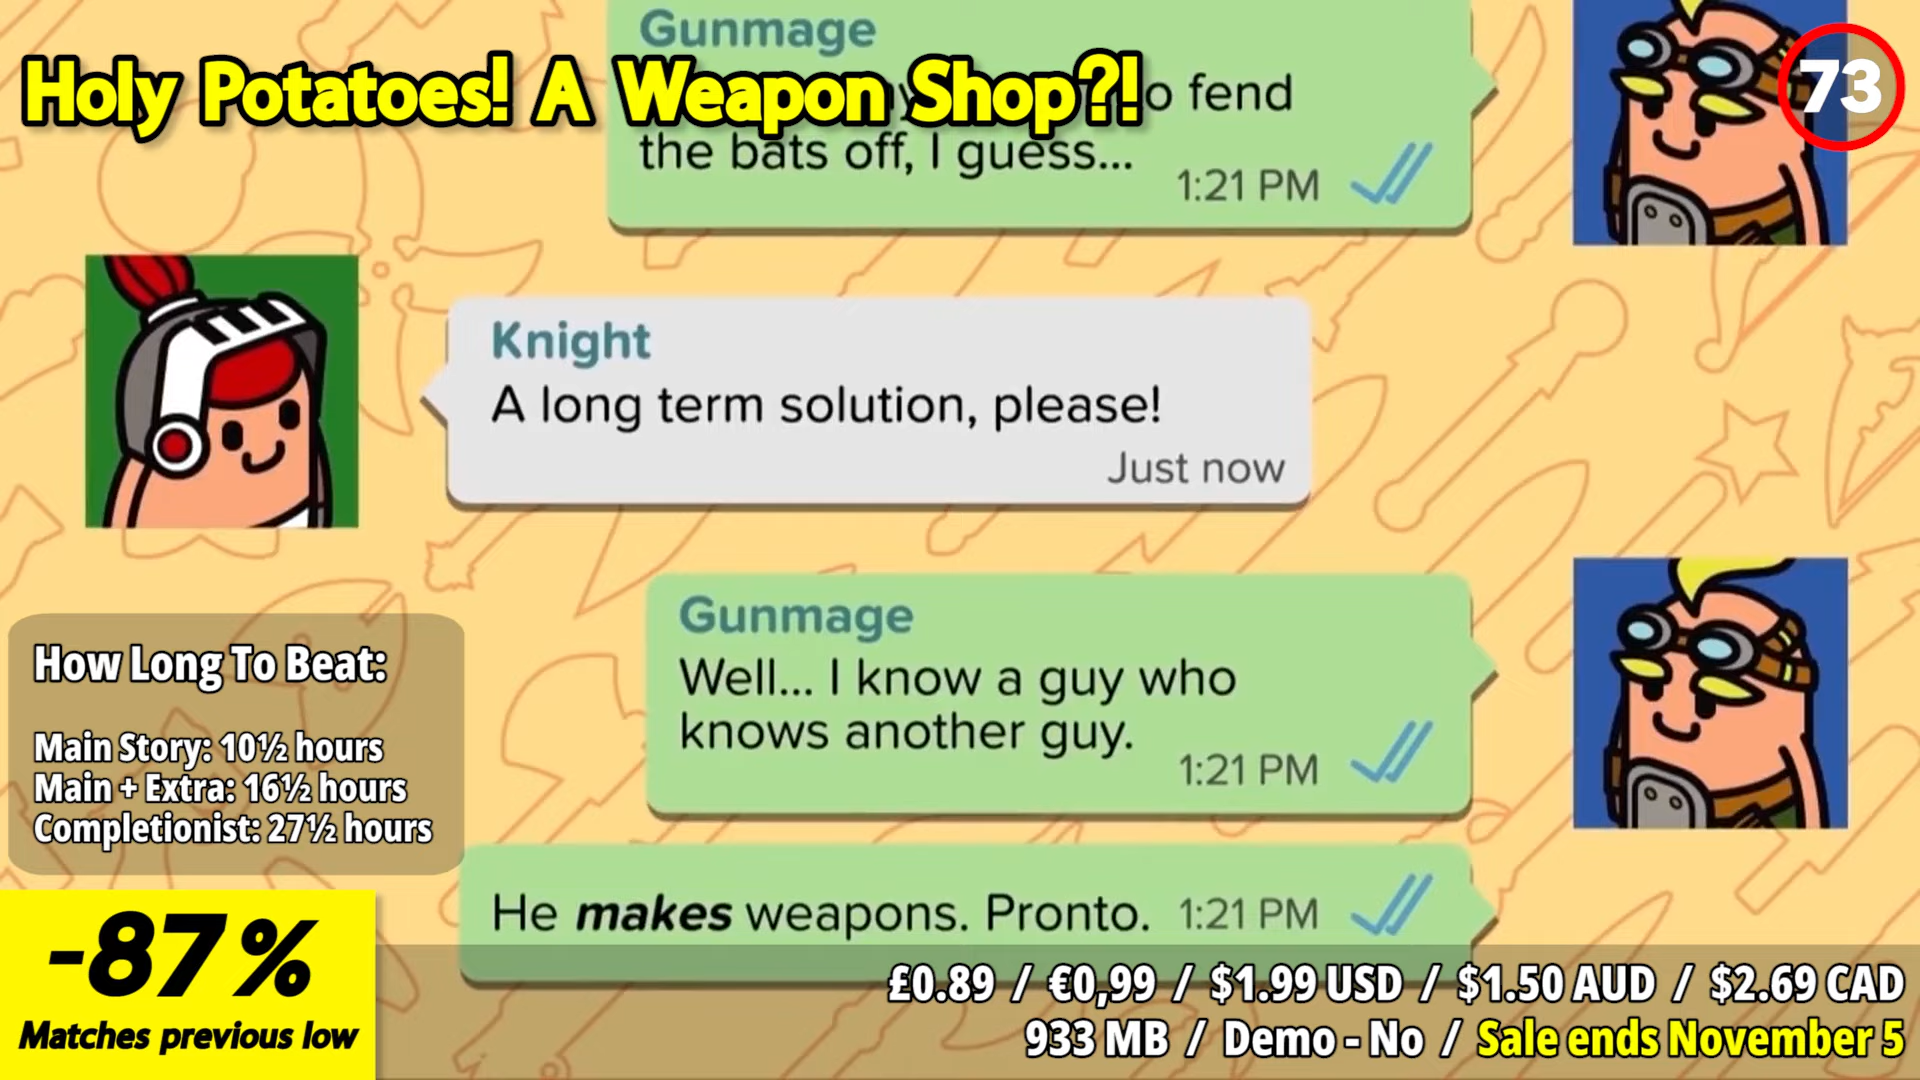 Gunmage
Holy Potatoes! A Weapon Shop?!
73
o fend
the bats off, I guess...
1:21 PM
Knight
A long term solution, please!
Just now
Gunmage
Well... I know a guy who
knows another guy.
1:21 PM
How Long To Beat:
Main Story: 10½ hours
Main + Extra: 16½ hours
Completionist: 27½ hours
He makes weapons. Pronto. 1:21 PM
-87%
Matches previous low
£0.89 / €0,99 / $1.99 USD / $1.50 AUD / $2.69 CAD
933 MB / Demo - No / Sale ends November 5